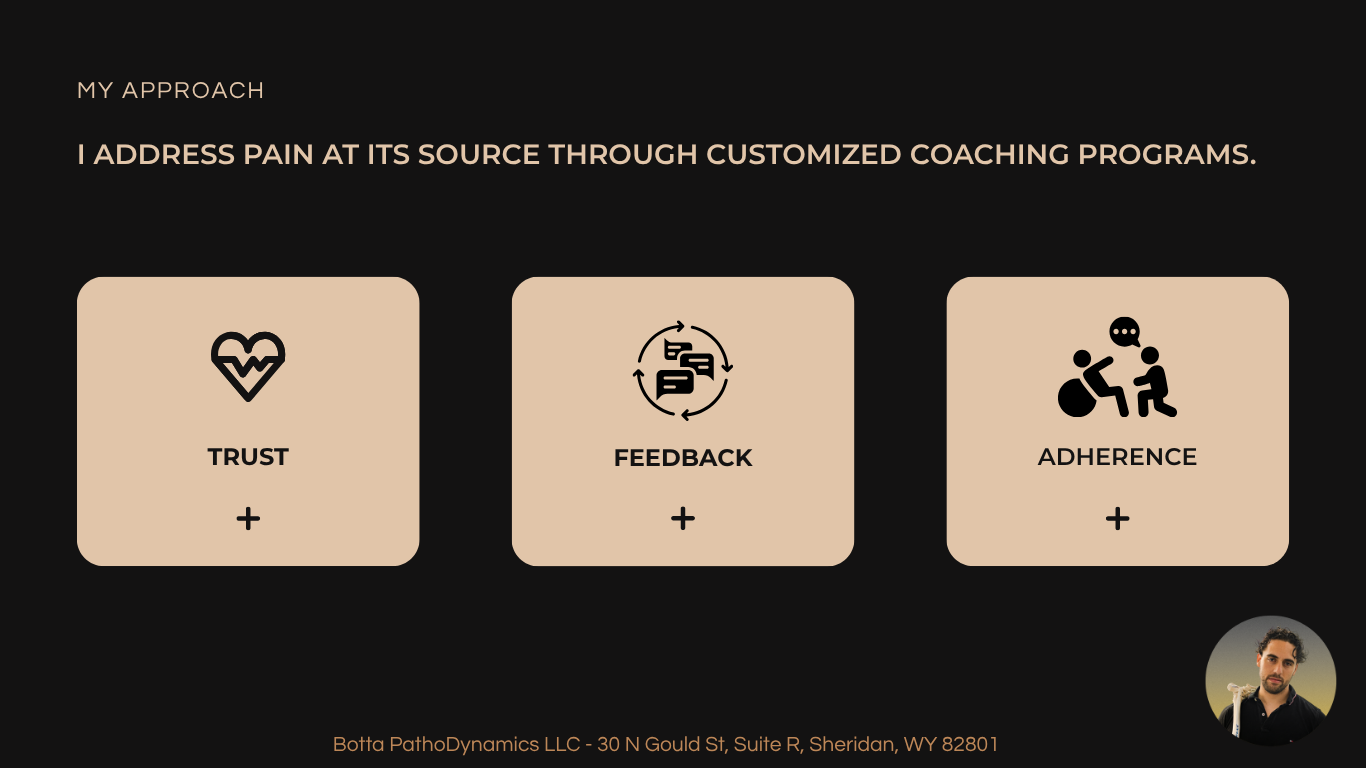 MY APPROACH
I ADDRESS PAIN AT ITS SOURCE THROUGH CUSTOMIZED COACHING PROGRAMS.
TRUST
+
FEEDBACK
+
ADHERENCE
+
Botta PathoDynamics LLC - 30 N Gould St, Suite R, Sheridan, WY 82801